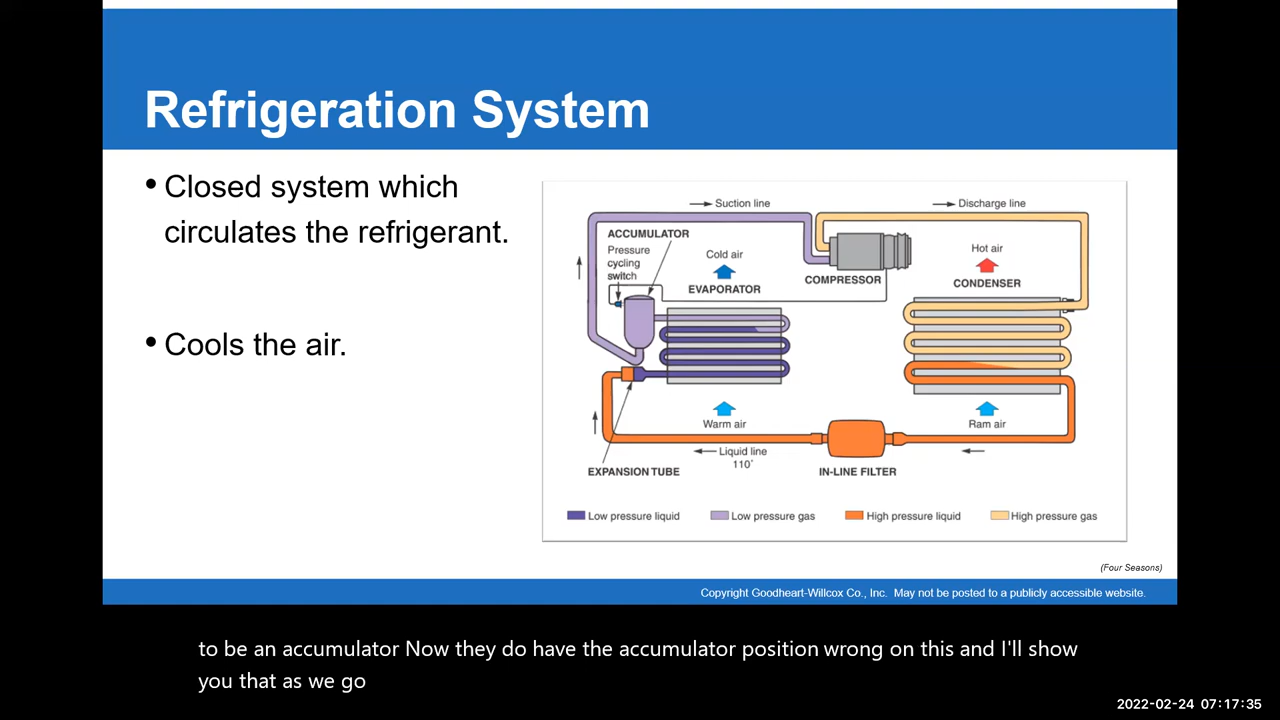 Refrigeration System
• Closed system which
circulates the refrigerant.
• Cools the air.
Suction line
Discharge line
ACCUMULATOR
Pressure
cycling
switch
Cold air
EVAPORATOR
COMPRESSOR
Hot air
CONDENSER
Warm air
Ram air
Liquid line
110°
EXPANSION TUBE
IN-LINE FILTER
Low pressure liquid
Low pressure gas
High pressure liquid
High pressure gas
(Four Seasons)
Copyright Goodheart-Willcox Co., Inc. May not be posted to a publicly accessible website.
to be an accumulator Now they do have the accumulator position wrong on this and I'll show
you that as we go
2022-02-24 07:17:35